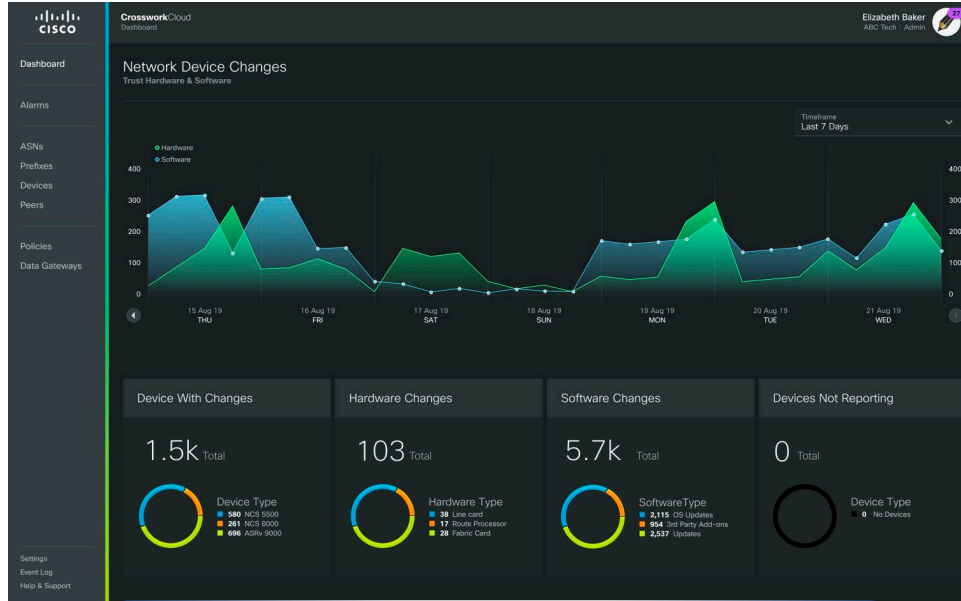 CISCO
CrossworkCloud
Dashboard
Elizabeth Baker
ABC Tech | Admin
27
Dashboard
Alarms
ASNs
Prefixes
Devices
Peers
Policies
Data Gateways
Settings
Event Log
Help & Support
Network Device Changes
Trust Hardware & Software
Timeframe
Last 7 Days
Hardware
Software
400
300
200
100
0
400
300
200
100
0
15 Aug 19
THU
16 Aug 19
FRI
17 Aug 19
SAT
18 Aug 19
SUN
19 Aug 19
MON
20 Aug 19
TUE
21 Aug 19
WED
Device With Changes
1.5k Total
Device Type
580 NCS 5500
261 NCS 8000
696 ASRv 9000
Hardware Changes
103 Total
Hardware Type
38 Line card
17 Route Processor
28 Fabric Card
Software Changes
5.7k Total
SoftwareType
2,115 OS Updates
954 3rd Party Add-ons
2,537 Updates
Devices Not Reporting
0 Total
Device Type
0 No Devices